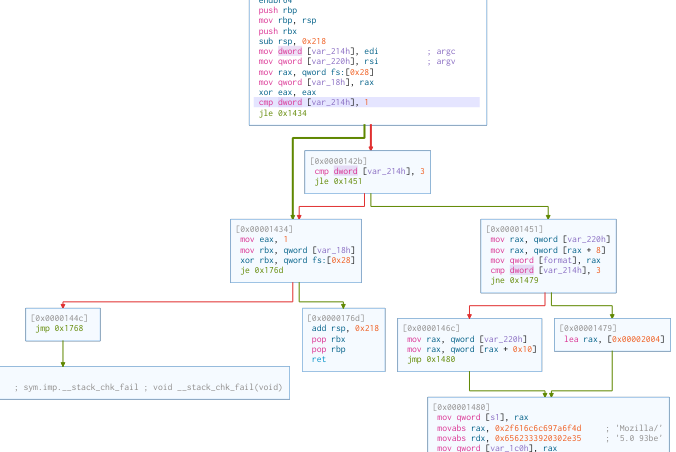 endbr64
push rbp
mov rbp, rsp
push rbx
sub rsp, 0x218
mov dword [var_214h], edi ; argc
mov qword [var_220h], rsi ; argv
mov rax, qword fs:[0x28]
mov qword [var_18h], rax
xor eax, eax
cmp dword [var_214h], 1
jle 0x1434
[0x0000142b]
cmp dword [var_214h], 3
jle 0x1451
[0x00001434]
mov eax, 1
mov rbx, qword [var_18h]
xor rbx, qword fs:[0x28]
je 0x176d
[0x00001451]
mov rax, qword [var_220h]
mov rax, qword [rax + 8]
mov qword [format], rax
cmp dword [var_214h], 3
jne 0x1479
[0x0000144c]
jmp 0x1768
[0x0000176d]
add rsp, 0x218
pop rbx
pop rbp
ret
[0x0000146c]
mov rax, qword [var_220h]
mov rax, qword [rax + 0x10]
jmp 0x1480
[0x00001479]
lea rax, [0x00002004]
; sym.imp.__stack_chk_fail ; void __stack_chk_fail(void)
[0x00001480]
mov qword [s1], rax
movabs rax, 0x2f616c6c697a6f4d ; 'Mozilla/'
movabs rdx, 0x6562333920302e35 ; '5.0 93be'
mov qword [var_1c0h], rax